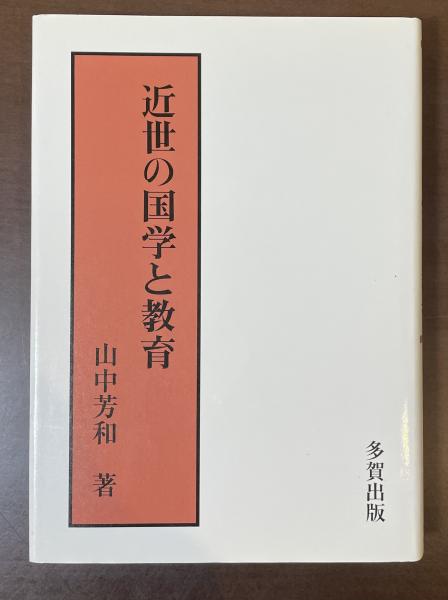 近世の国学と教育
山中芳和 著
多賀出版